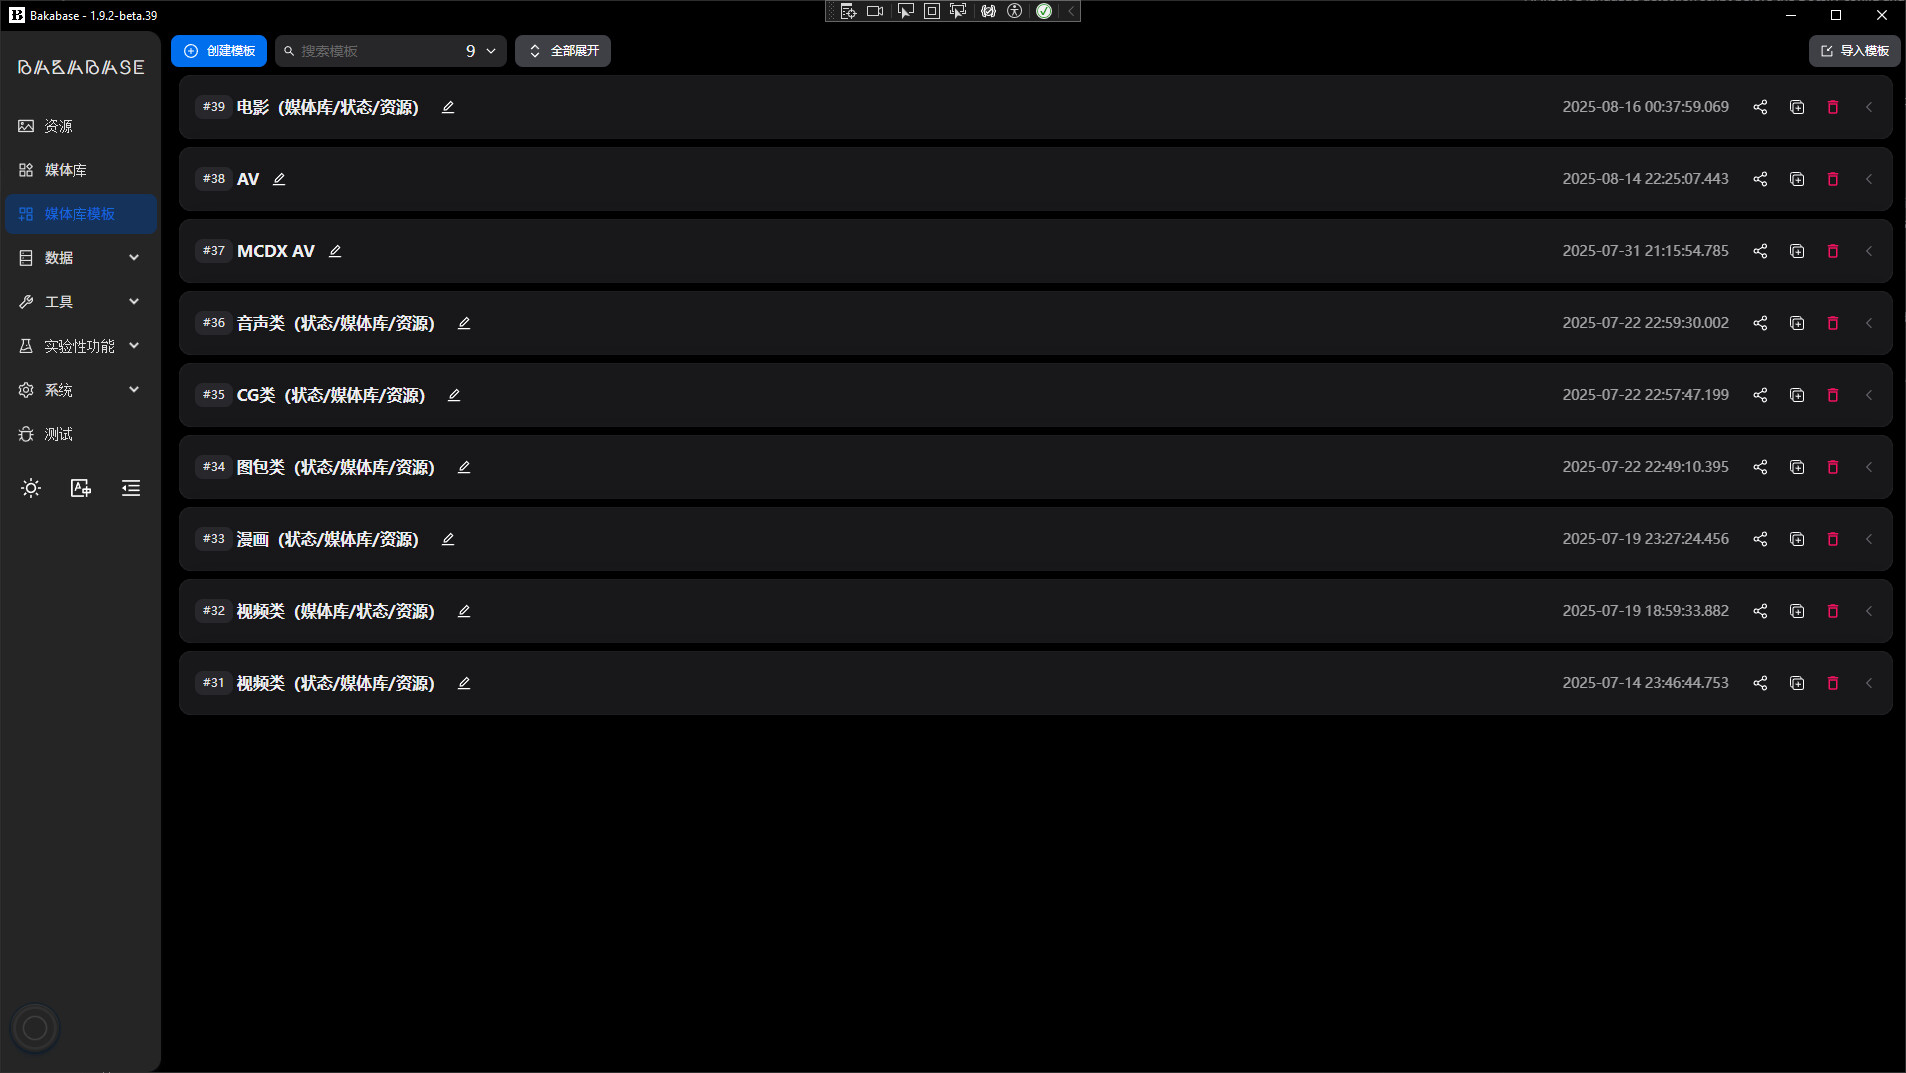 Bakabase - 1.9.2-beta.39
BAKABASE
资源
媒体库
媒体库模板
数据
工具
实验性功能
系统
测试
创建模板
搜索模板
9
全部展开
导入模板
#39 电影（媒体库/状态/资源） 2025-08-16 00:37:59.069
#38 AV 2025-08-14 22:25:07.443
#37 MCDX AV 2025-07-31 21:15:54.785
#36 音声类（状态/媒体库/资源） 2025-07-22 22:59:30.002
#35 CG类（状态/媒体库/资源） 2025-07-22 22:57:47.199
#34 图包类（状态/媒体库/资源） 2025-07-22 22:49:10.395
#33 漫画（状态/媒体库/资源） 2025-07-19 23:27:24.456
#32 视频类（媒体库/状态/资源） 2025-07-19 18:59:33.882
#31 视频类（状态/媒体库/资源） 2025-07-14 23:46:44.753